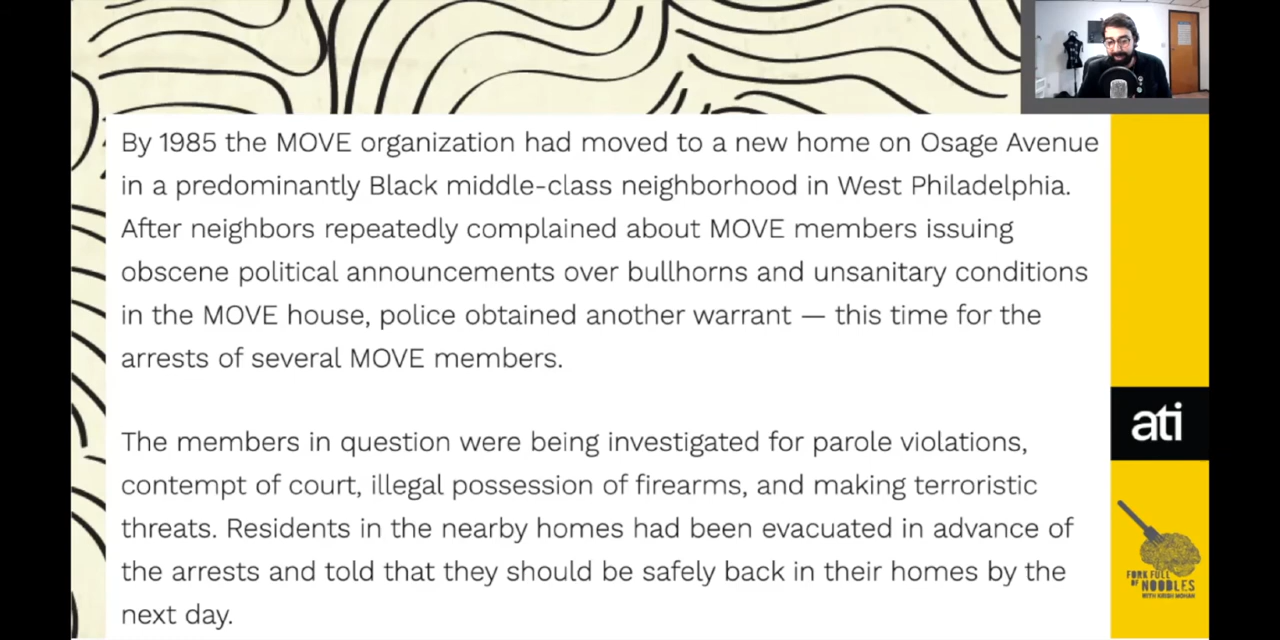 By 1985 the MOVE organization had moved to a new home on Osage Avenue
in a predominantly Black middle-class neighborhood in West Philadelphia.
After neighbors repeatedly complained about MOVE members issuing
obscene political announcements over bullhorns and unsanitary conditions
in the MOVE house, police obtained another warrant — this time for the
arrests of several MOVE members.
The members in question were being investigated for parole violations,
contempt of court, illegal possession of firearms, and making terroristic
threats. Residents in the nearby homes had been evacuated in advance of
the arrests and told that they should be safely back in their homes by the
next day.
ati
FORK FULL
OF NOODLES
WITH KRISH MOHAN